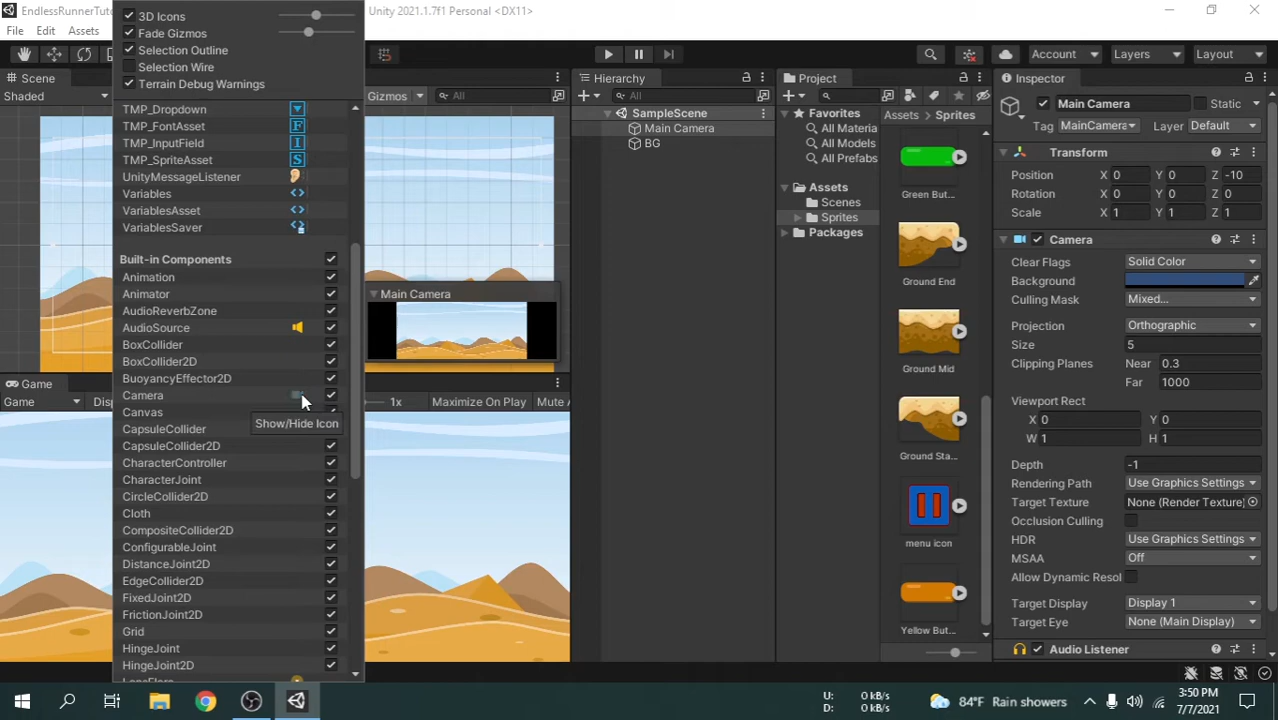 EndlessRunnerTuto
Unity 2021.1.7f1 Personal <DX11>
File
Edit
Assets
Account
Layers
Layout
3D Icons
Fade Gizmos
Selection Outline
Selection Wire
Terrain Debug Warnings
TMP_Dropdown
TMP_FontAsset
TMP_InputField
TMP_SpriteAsset
UnityMessageListener
Variables
VariablesAsset
VariablesSaver
Built-in Components
Animation
Animator
AudioReverbZone
AudioSource
BoxCollider
BoxCollider2D
BuoyancyEffector2D
Camera
Canvas
Show/Hide Icon
CapsuleCollider
CapsuleCollider2D
CharacterController
CharacterJoint
CircleCollider2D
Cloth
CompositeCollider2D
ConfigurableJoint
DistanceJoint2D
EdgeCollider2D
FixedJoint2D
FrictionJoint2D
Grid
HingeJoint
HingeJoint2D
LensFlare
Scene
Shaded
Gizmos
All
Main Camera
Game
Game
Disp
1x
Maximize On Play
Mute A
Hierarchy
All
SampleScene
Main Camera
BG
Project
Favorites
All Materia
All Models
All Prefabs
Assets
Scenes
Sprites
Packages
Assets
Sprites
Green But...
Ground End
Ground Mid
Ground Sta...
menu icon
Yellow But...
Inspector
Main Camera
Static
Tag MainCamera Layer Default
Transform
Position X 0 Y 0 Z -10
Rotation X 0 Y 0 Z 0
Scale X 1 Y 1 Z 1
Camera
Clear Flags Solid Color
Background
Culling Mask Mixed...
Projection Orthographic
Size 5
Clipping Planes Near 0.3
Far 1000
Viewport Rect
X 0 Y 0
W 1 H 1
Depth -1
Rendering Path Use Graphics Settings
Target Texture None (Render Texture)
Occlusion Culling
HDR Use Graphics Settings
MSAA Off
Allow Dynamic Resol
Target Display Display 1
Target Eye None (Main Display)
Audio Listener
U: 0 kB/s
D: 0 kB/s
84°F Rain showers
3:50 PM
7/7/2021